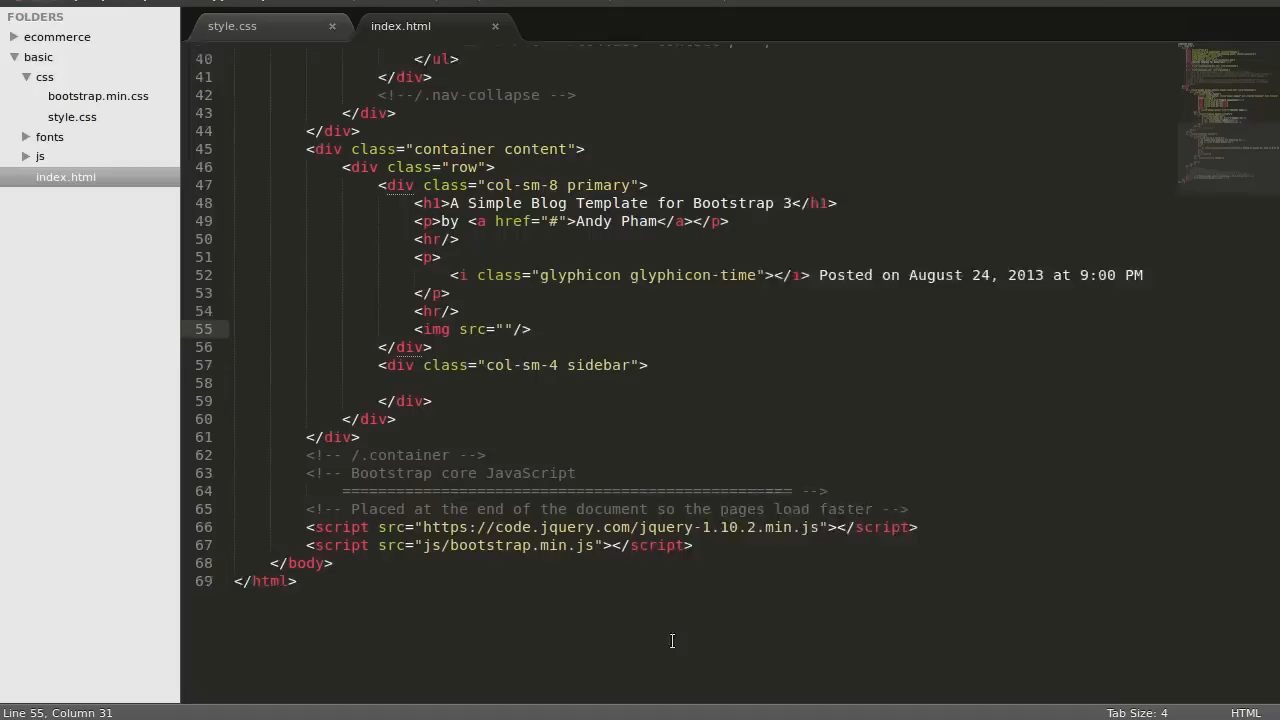 FOLDERS
ecommerce
basic
css
bootstrap.min.css
style.css
fonts
js
index.html
style.css × index.html ×
40 </ul>
41 </div>
42 <!--/.nav-collapse -->
43 </div>
44 </div>
45 <div class="container content">
46 <div class="row">
47 <div class="col-sm-8 primary">
48 <h1>A Simple Blog Template for Bootstrap 3</h1>
49 <p>by <a href="#">Andy Pham</a></p>
50 <hr/>
51 <p>
52 <i class="glyphicon glyphicon-time"></i> Posted on August 24, 2013 at 9:00 PM
53 </p>
54 <hr/>
55 <img src=""/>
56 </div>
57 <div class="col-sm-4 sidebar">
58
59 </div>
60 </div>
61 </div>
62 <!-- /.container -->
63 <!-- Bootstrap core JavaScript
64 ================================================== -->
65 <!-- Placed at the end of the document so the pages load faster -->
66 <script src="https://code.jquery.com/jquery-1.10.2.min.js"></script>
67 <script src="js/bootstrap.min.js"></script>
68 </body>
69 </html>
Line 55, Column 31 Tab Size: 4 HTML